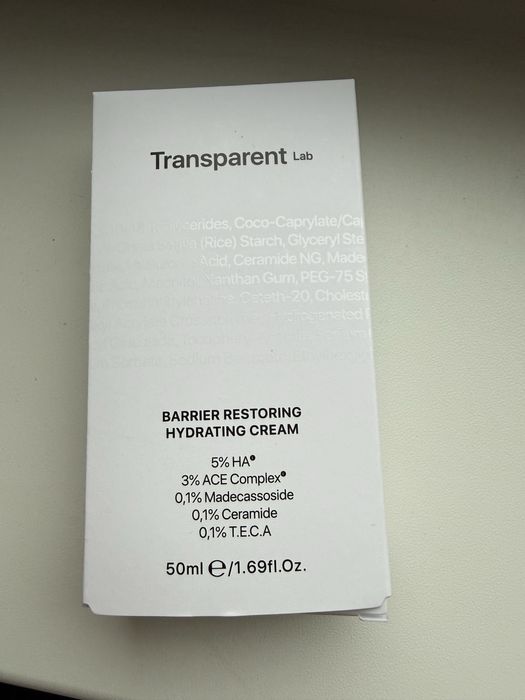 Transparent Lab
cerides, Coco-Caprylate/Cap
(Rice) Starch, Glyceryl Ste
Acid, Ceramide NG, Made
Xanthan Gum, PEG-75 S
Ceteth-20, Cholest
BARRIER RESTORING
HYDRATING CREAM
5% HA
3% ACE Complex
0,1% Madecassoside
0,1% Ceramide
0,1% T.E.C.A
50ml ℮/1.69fl.Oz.